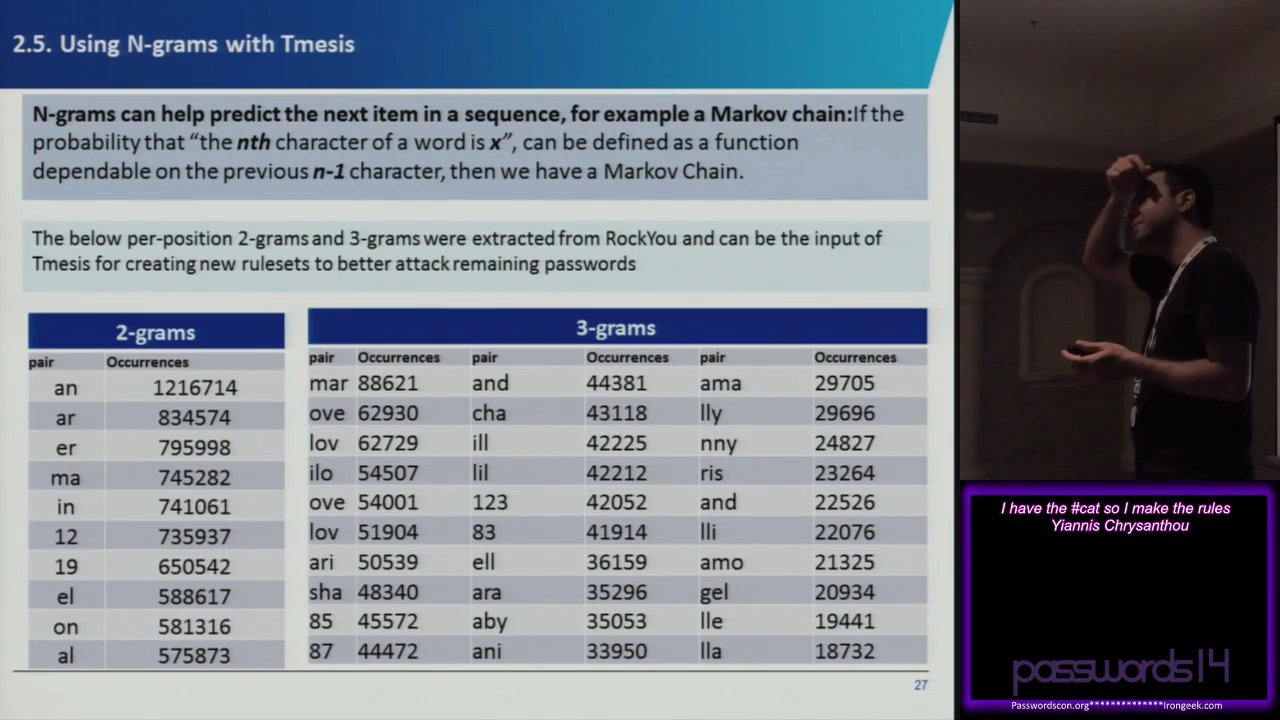 2.5. Using N-grams with Tmesis
N-grams can help predict the next item in a sequence, for example a Markov chain:If the
probability that “the nth character of a word is x”, can be defined as a function
dependable on the previous n-1 character, then we have a Markov Chain.
The below per-position 2-grams and 3-grams were extracted from RockYou and can be the input of
Tmesis for creating new rulesets to better attack remaining passwords
2-grams
pair Occurrences
an 1216714
ar 834574
er 795998
ma 745282
in 741061
12 735937
19 650542
el 588617
on 581316
al 575873
3-grams
pair Occurrences pair Occurrences pair Occurrences
mar 88621 and 44381 ama 29705
ove 62930 cha 43118 lly 29696
lov 62729 ill 42225 nny 24827
ilo 54507 lil 42212 ris 23264
ove 54001 123 42052 and 22526
lov 51904 83 41914 lli 22076
ari 50539 ell 36159 amo 21325
sha 48340 ara 35296 gel 20934
85 45572 aby 35053 lle 19441
87 44472 ani 33950 lla 18732
27
I have the #cat so I make the rules
Yiannis Chrysanthou
passwords14
Passwordscon.org**************Irongeek.com